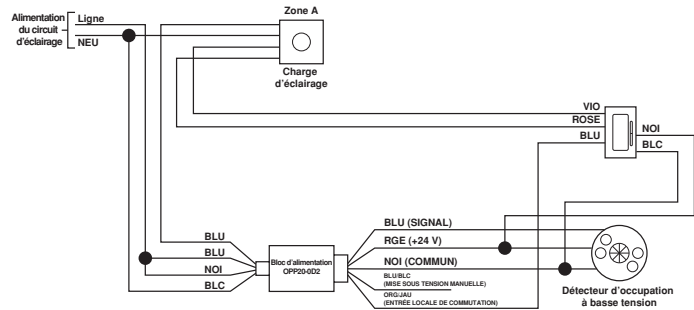 Alimentation
du circuit
d'éclairage
Ligne
NEU
Zone A
Charge
d'éclairage
VIO
ROSE
BLU
NOI
BLC
BLU
BLU
NOI
BLC
Bloc d'alimentation
OPP20-0D2
BLU (SIGNAL)
RGE (+24 V)
NOI (COMMUN)
BLU/BLC
(MISE SOUS TENSION MANUELLE)
ORG/JAU
(ENTRÉE LOCALE DE COMMUTATION)
Détecteur d'occupation
à basse tension